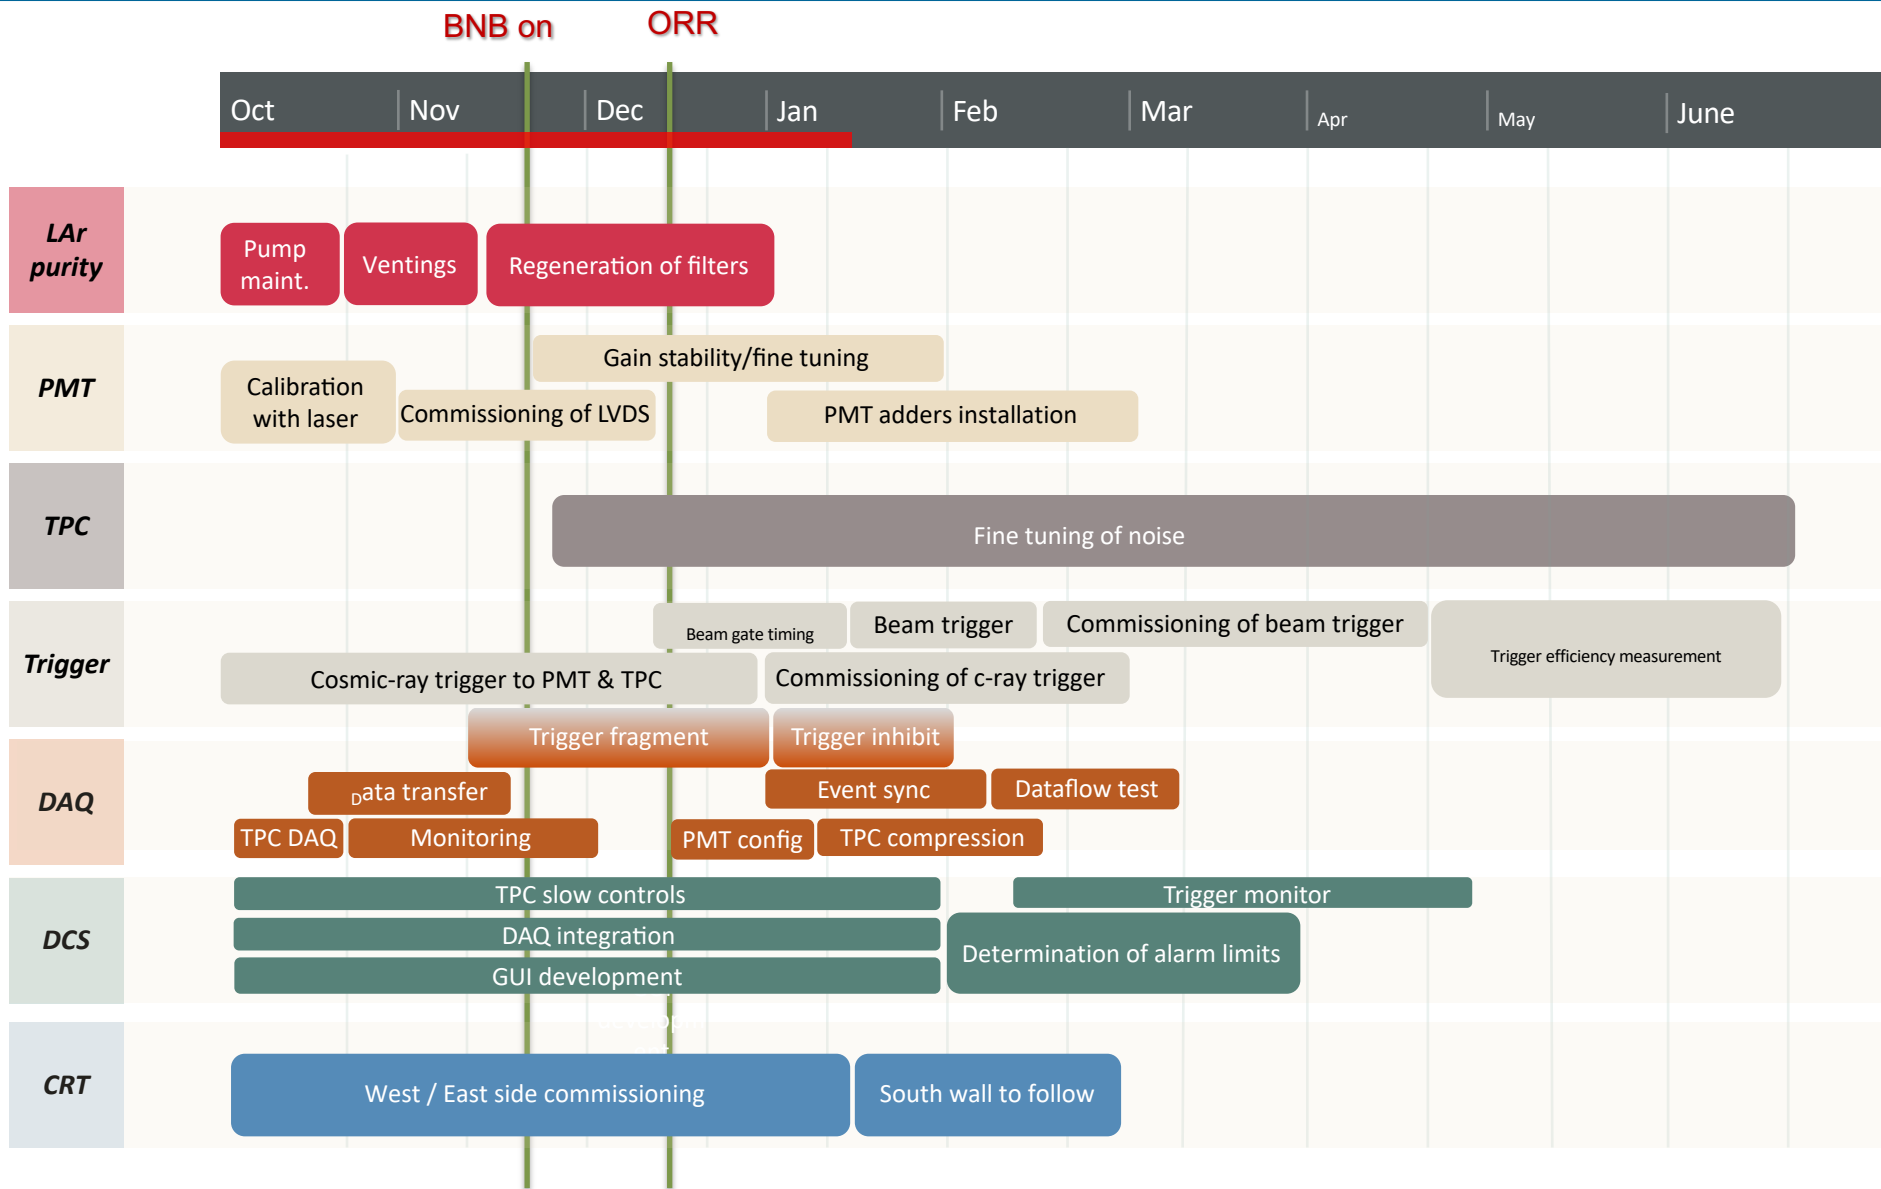 BNB on
ORR
Oct
Nov
Dec
Jan
Feb
Mar
Apr
May
June
LAr
purity
Pump
maint.
Ventings
Regeneration of filters
PMT
Gain stability/fine tuning
Calibration
with laser
Commissioning of LVDS
PMT adders installation
TPC
Fine tuning of noise
Trigger
Beam gate timing
Beam trigger
Commissioning of beam trigger
Trigger efficiency measurement
Cosmic-ray trigger to PMT & TPC
Commissioning of c-ray trigger
Trigger fragment
Trigger inhibit
DAQ
Data transfer
Event sync
Dataflow test
TPC DAQ
Monitoring
PMT config
TPC compression
DCS
TPC slow controls
Trigger monitor
DAQ integration
Determination of alarm limits
GUI development
CRT
West / East side commissioning
South wall to follow